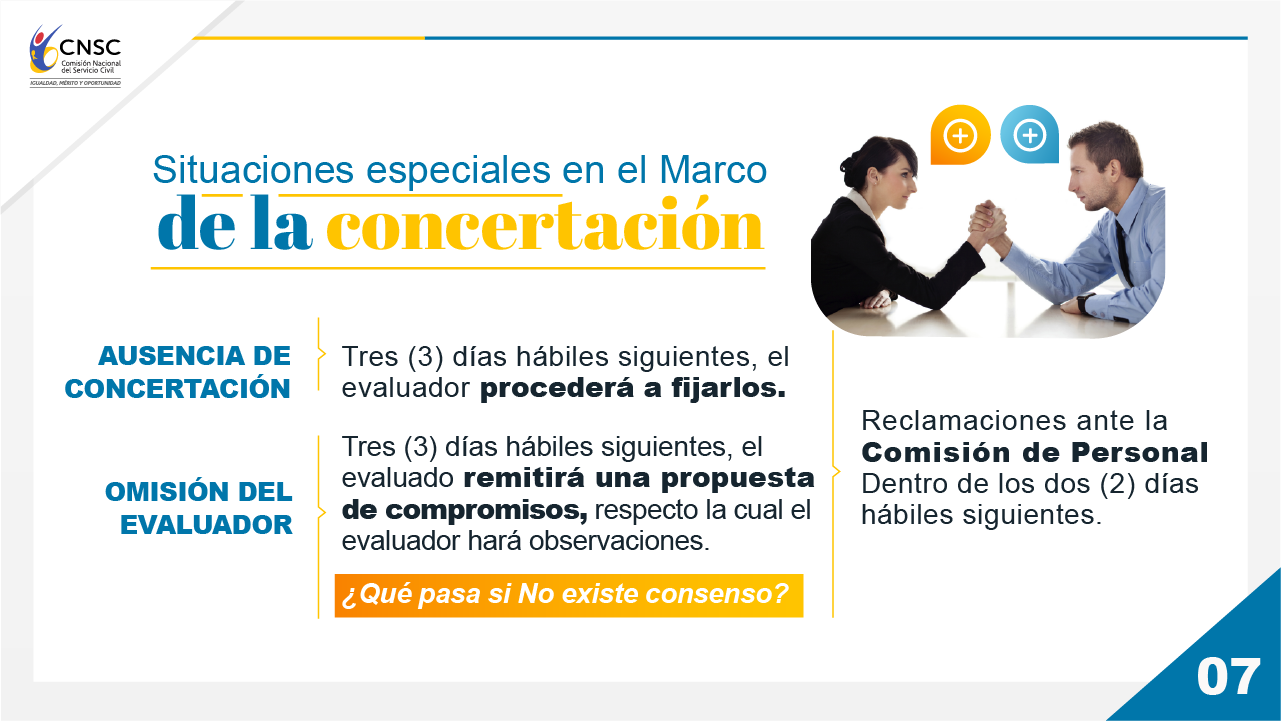 CNSC
Comisión Nacional
del Servicio Civil
IGUALDAD, MÉRITO Y OPORTUNIDAD
Situaciones especiales en el Marco
de la concertación
AUSENCIA DE
CONCERTACIÓN
Tres (3) días hábiles siguientes, el
evaluador procederá a fijarlos.
OMISIÓN DEL
EVALUADOR
Tres (3) días hábiles siguientes, el
evaluado remitirá una propuesta
de compromisos, respecto la cual el
evaluador hará observaciones.
¿Qué pasa si No existe consenso?
Reclamaciones ante la
Comisión de Personal
Dentro de los dos (2) días
hábiles siguientes.
07